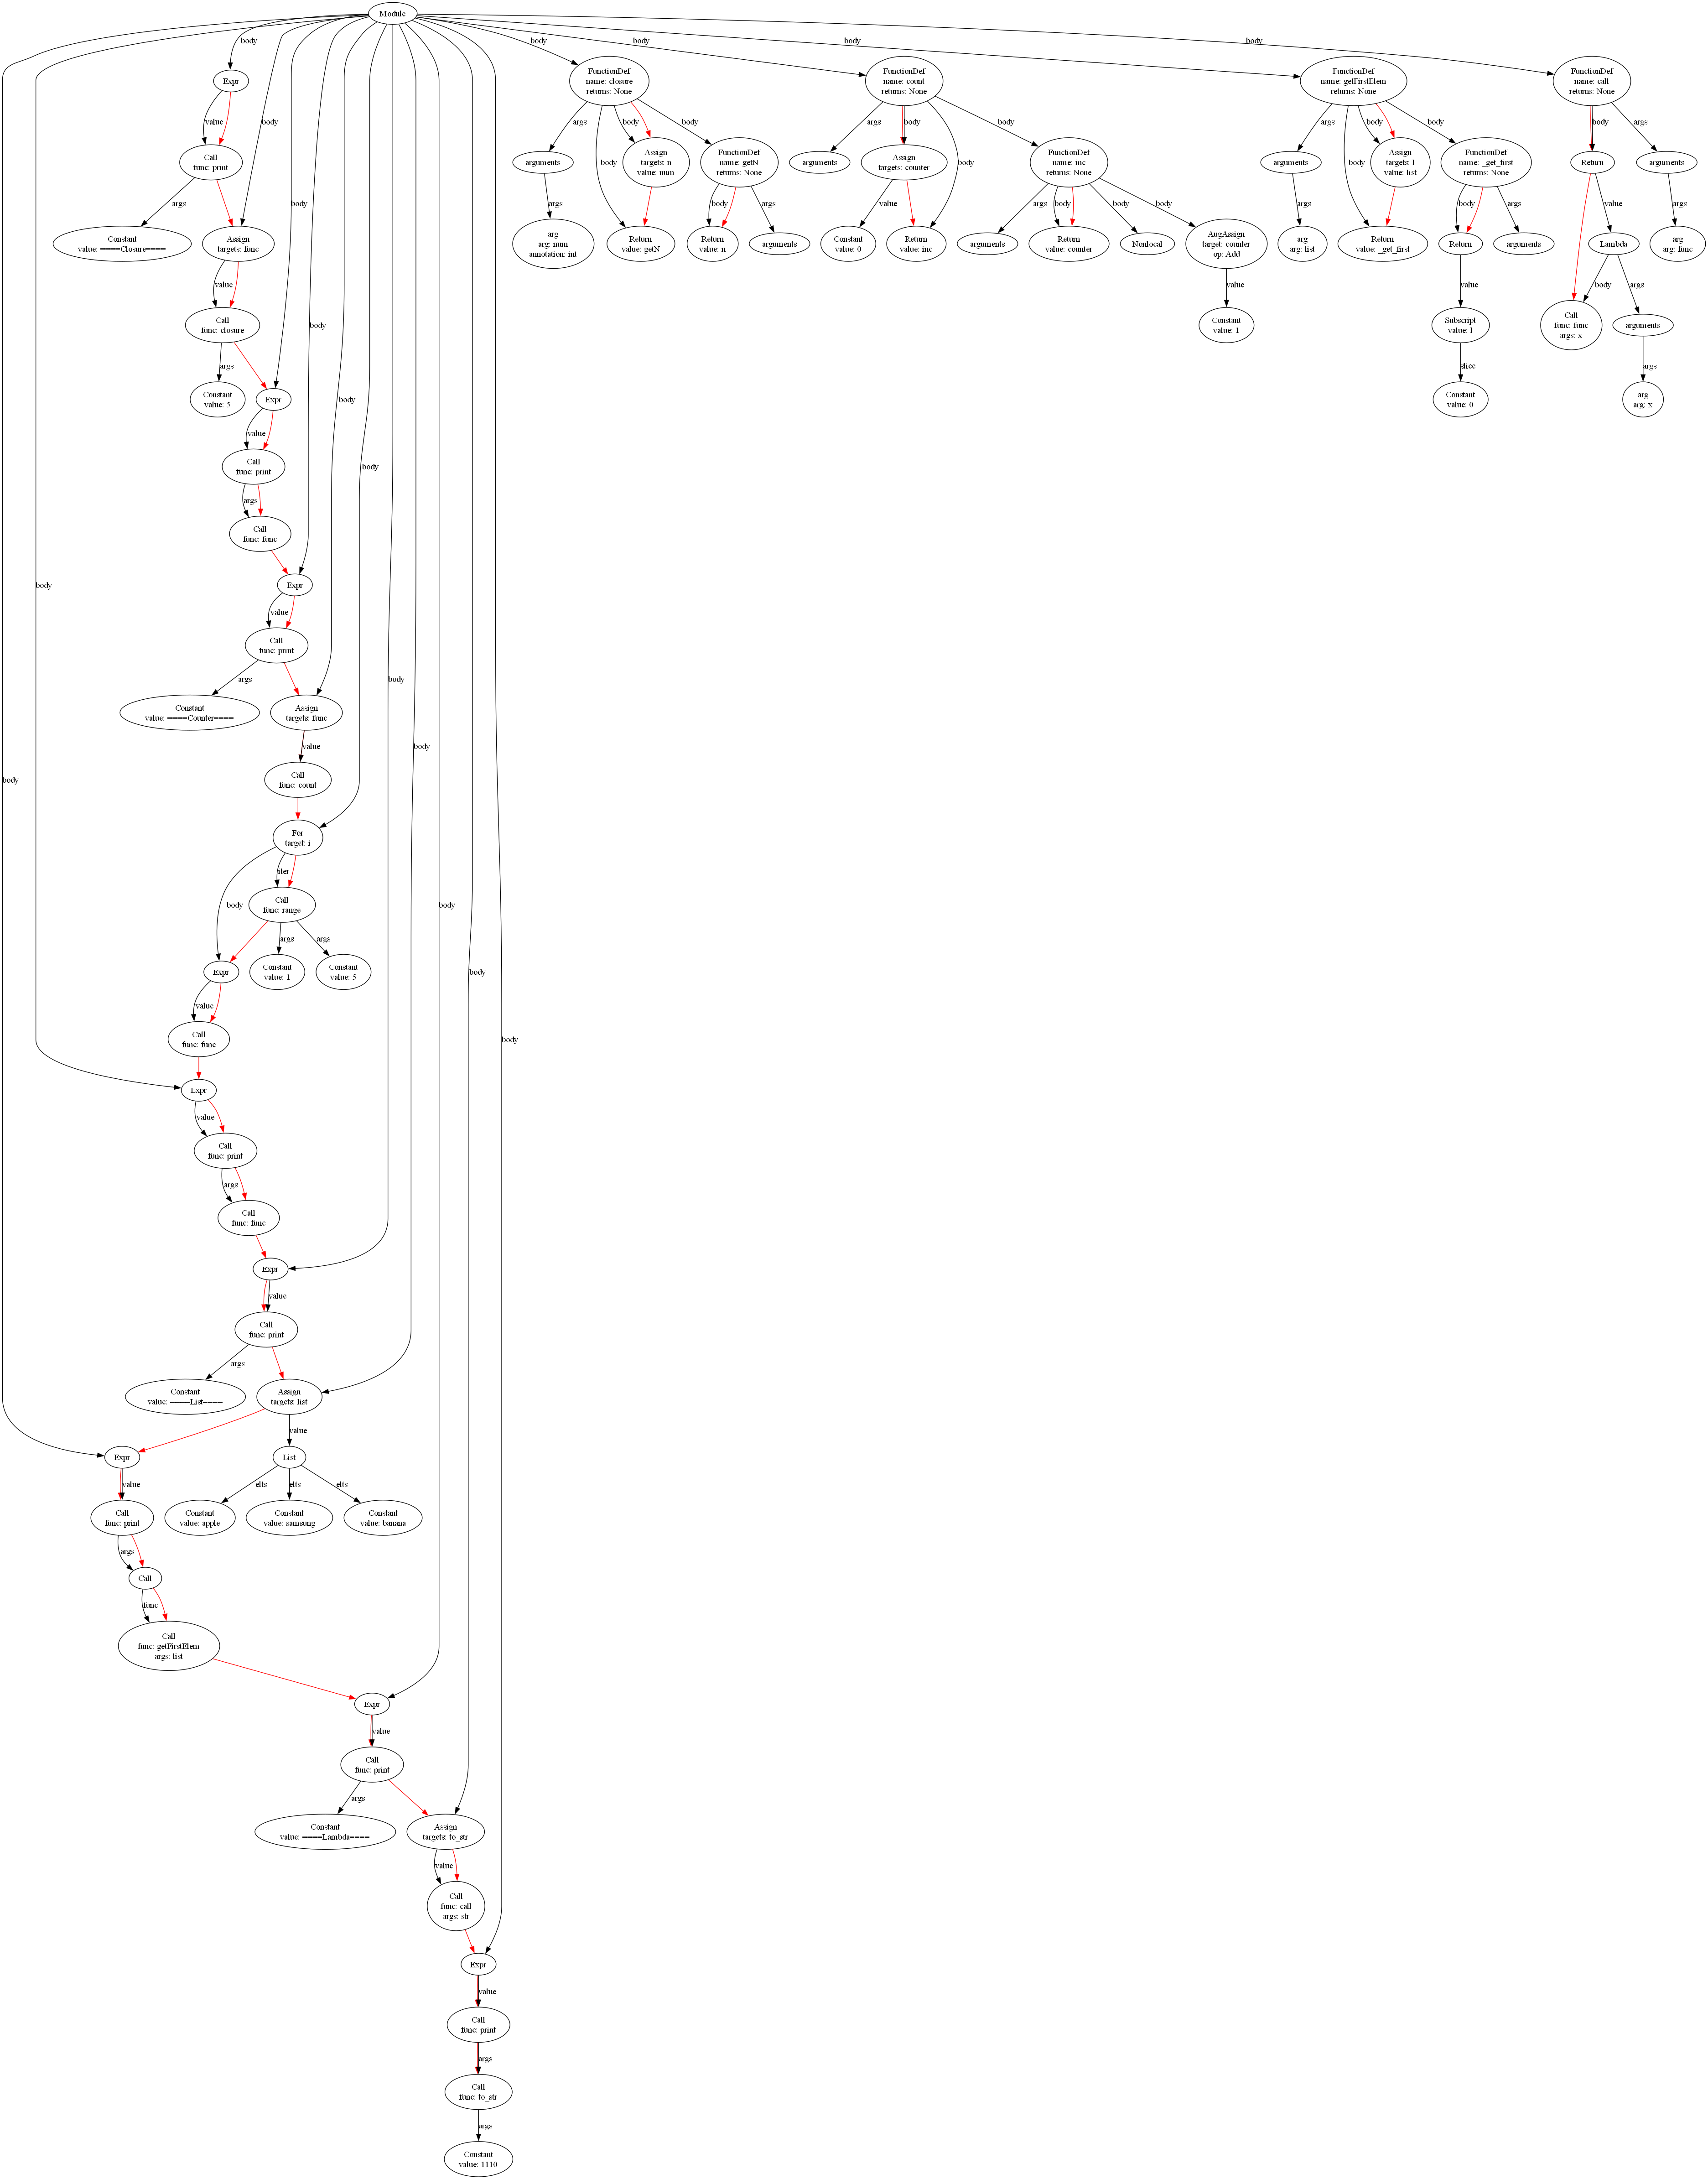 Module
body
body
body
body
body
Expr
FunctionDef
name: closure
returns: None
FunctionDef
name: count
returns: None
FunctionDef
name: getFirstElem
returns: None
FunctionDef
name: call
returns: None
value
body
args
body
body
body
args
body
body
body
args
body
body
body
body
args
Call
func: print
arguments
Assign
targets: n
value: num
FunctionDef
name: getN
returns: None
arguments
Assign
targets: counter
FunctionDef
name: inc
returns: None
arguments
Assign
targets: l
value: list
FunctionDef
name: _get_first
returns: None
Return
arguments
args
body
args
body
args
value
args
body
body
body
args
body
args
value
args
Constant
value: ====Closure====
Assign
targets: func
arg
arg: num
annotation: int
Return
value: getN
Return
value: n
arguments
Constant
value: 0
Return
value: inc
arguments
Return
value: counter
Nonlocal
AugAssign
target: counter
op: Add
arg
arg: list
Return
value: _get_first
Return
arguments
Lambda
arg
arg: func
value
value
value
body
args
Call
func: closure
body
Constant
value: 1
Subscript
value: l
Call
func: func
args: x
arguments
args
slice
args
Constant
value: 5
Expr
body
Constant
value: 0
arg
arg: x
value
body
Call
func: print
args
Call
func: func
body
Expr
value
Call
func: print
args
body
Constant
value: ====Counter====
Assign
targets: func
value
body
body
Call
func: count
For
target: i
iter
body
Call
func: range
body
args
args
Expr
Constant
value: 1
Constant
value: 5
body
value
Call
func: func
body
Expr
value
Call
func: print
args
Call
func: func
Expr
value
Call
func: print
args
Constant
value: ====List====
Assign
targets: list
value
Expr
List
value
elts
elts
elts
Call
func: print
Constant
value: apple
Constant
value: samsung
Constant
value: banana
args
Call
func
Call
func: getFirstElem
args: list
Expr
value
Call
func: print
args
Constant
value: ====Lambda====
Assign
targets: to_str
value
Call
func: call
args: str
Expr
value
Call
func: print
args
Call
func: to_str
args
Constant
value: 1110